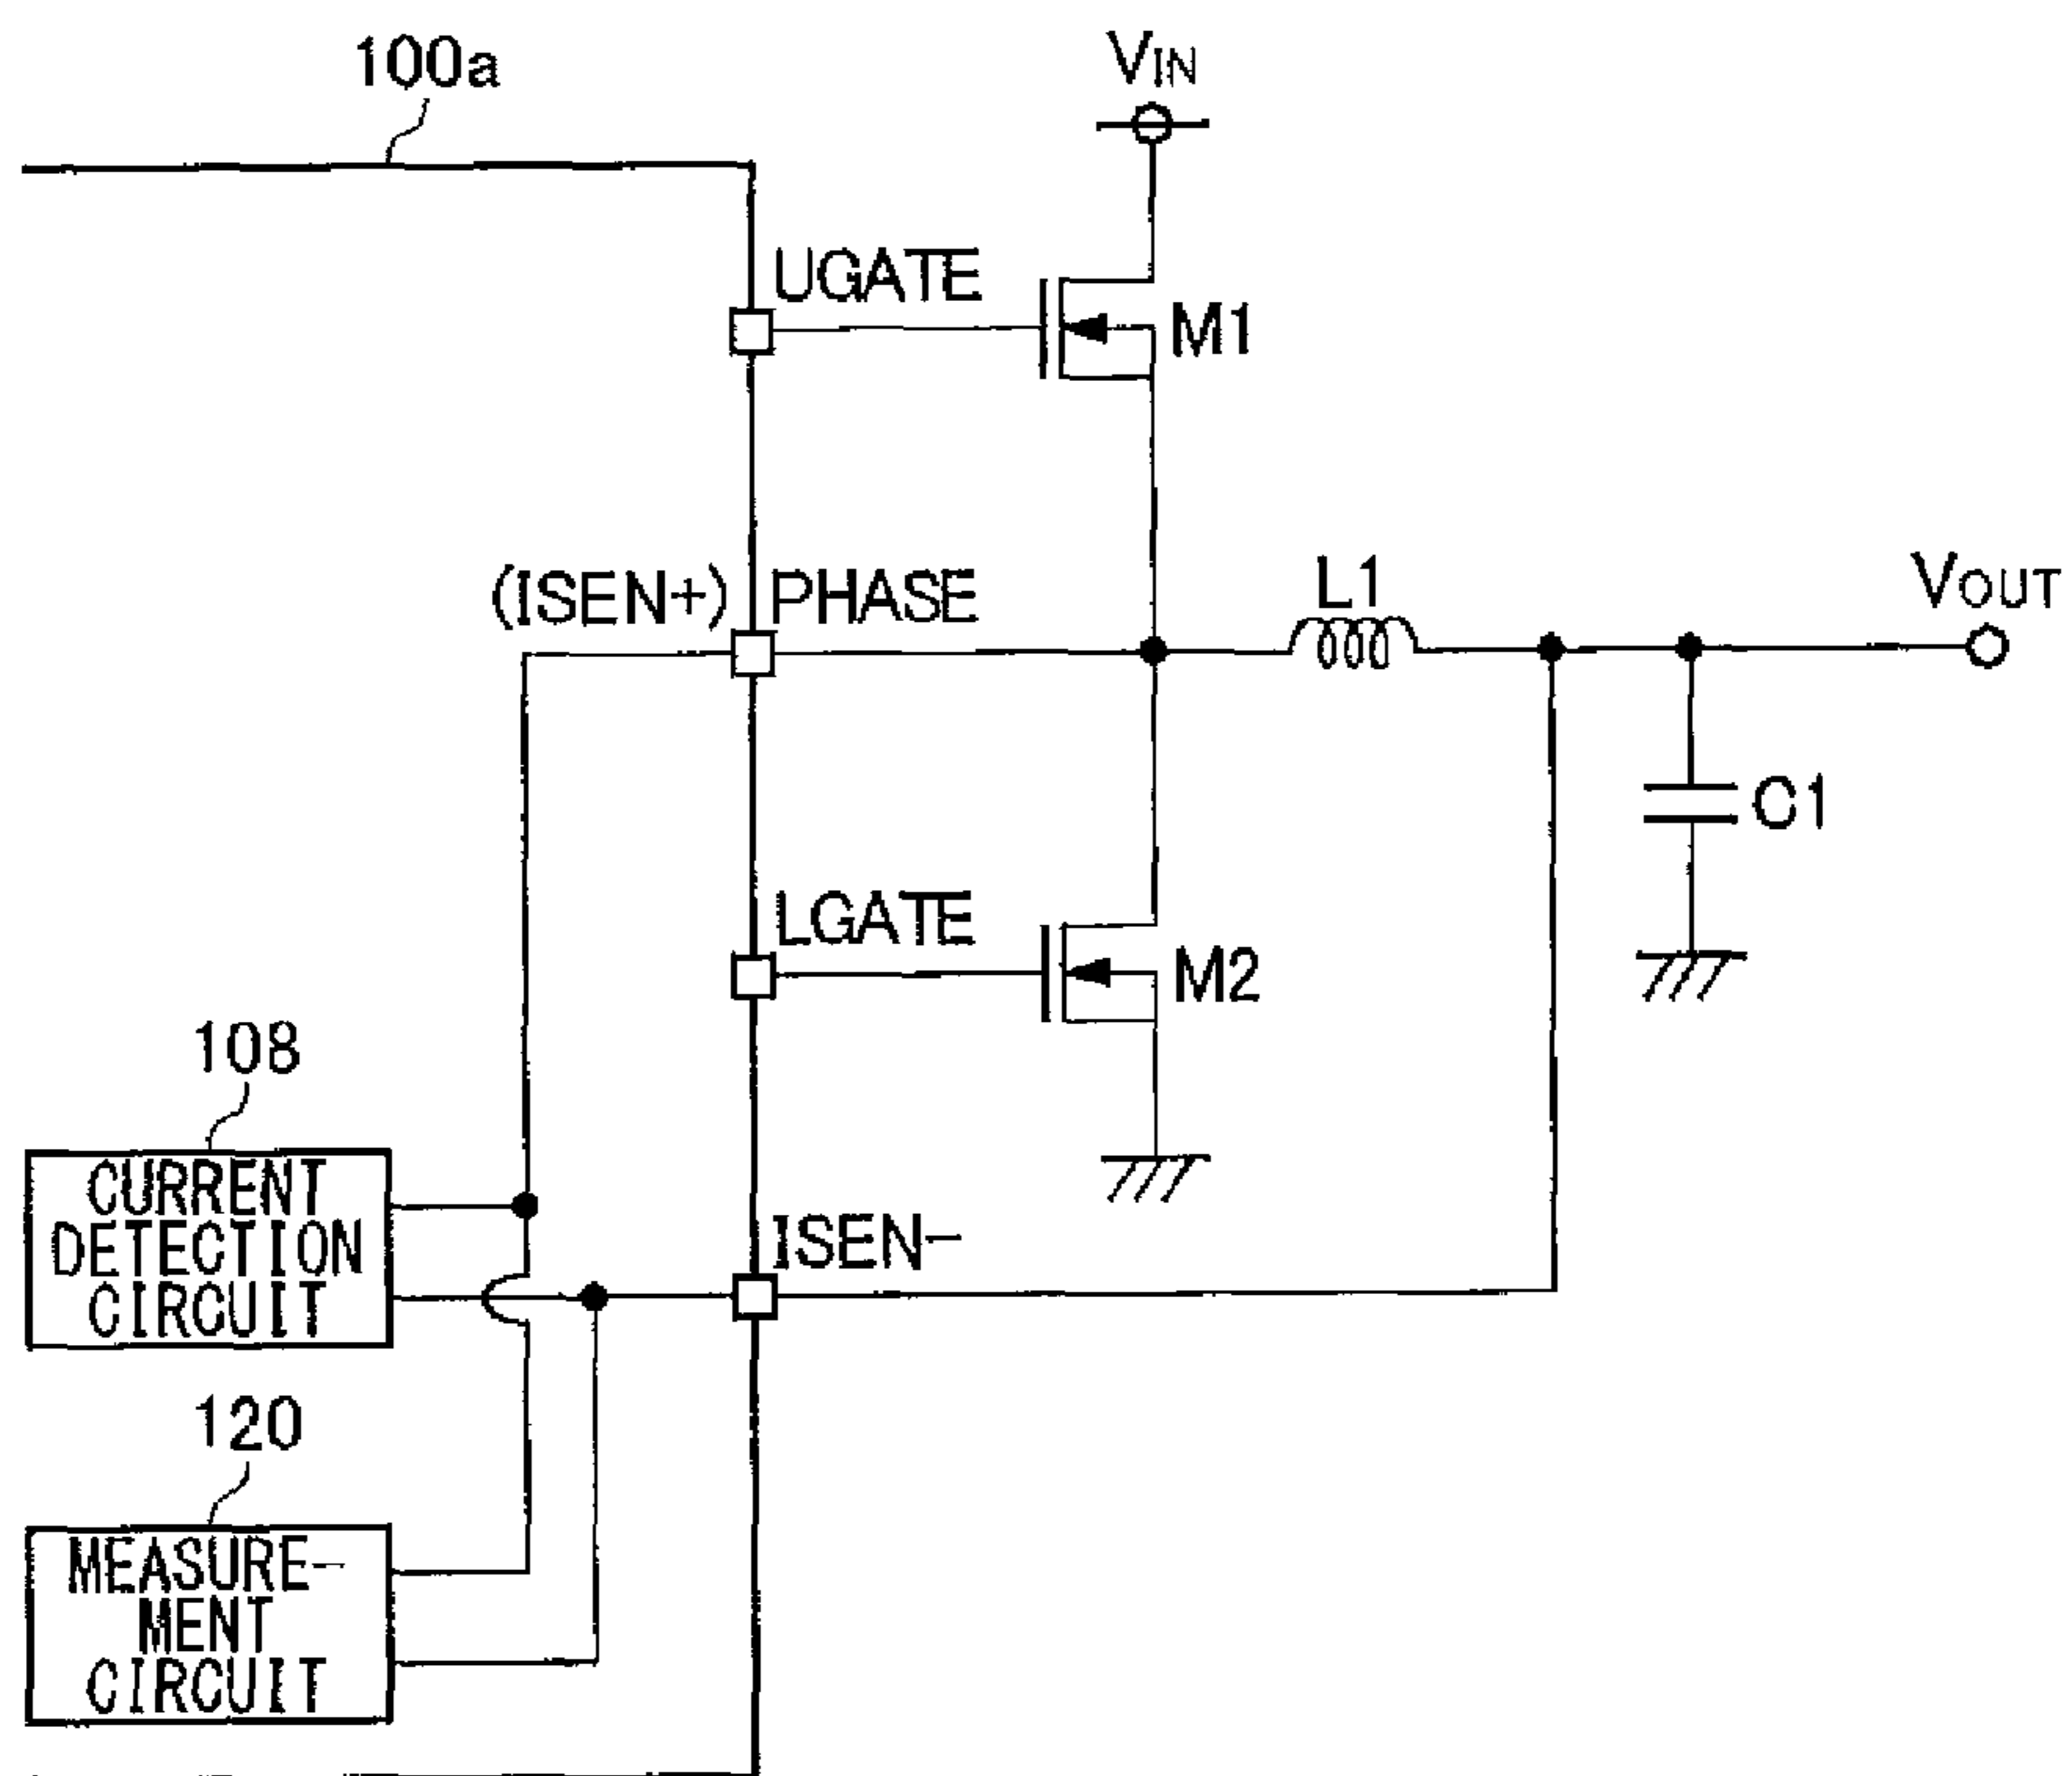 100a
VIN
UGATE
M1
(ISEN+) PHASE
L1
VOUT
C1
LGATE
M2
108
CURRENT
DETECTION
CIRCUIT
ISEN-
120
MEASURE-
MENT
CIRCUIT